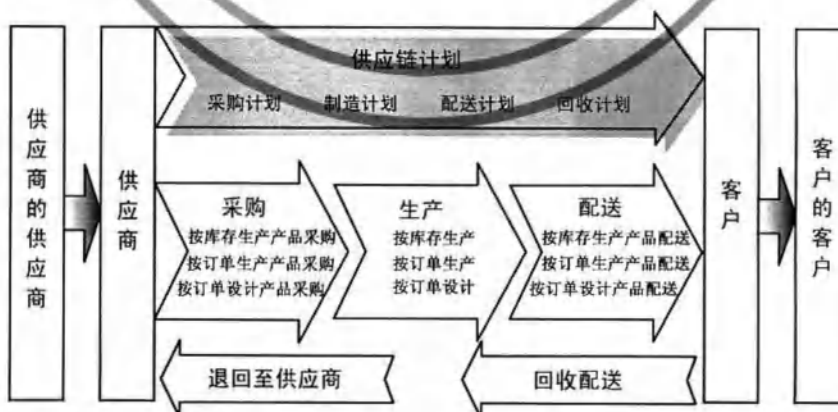 供应商的供应商
供应商
供应链计划
采购计划 制造计划 配送计划 回收计划
采购
按库存生产产品采购
按订单生产产品采购
按订单设计产品采购
生产
按库存生产
按订单生产
按订单设计
配送
按库存生产产品配送
按订单生产产品配送
按订单设计产品配送
退回至供应商
回收配送
客户
客户的客户